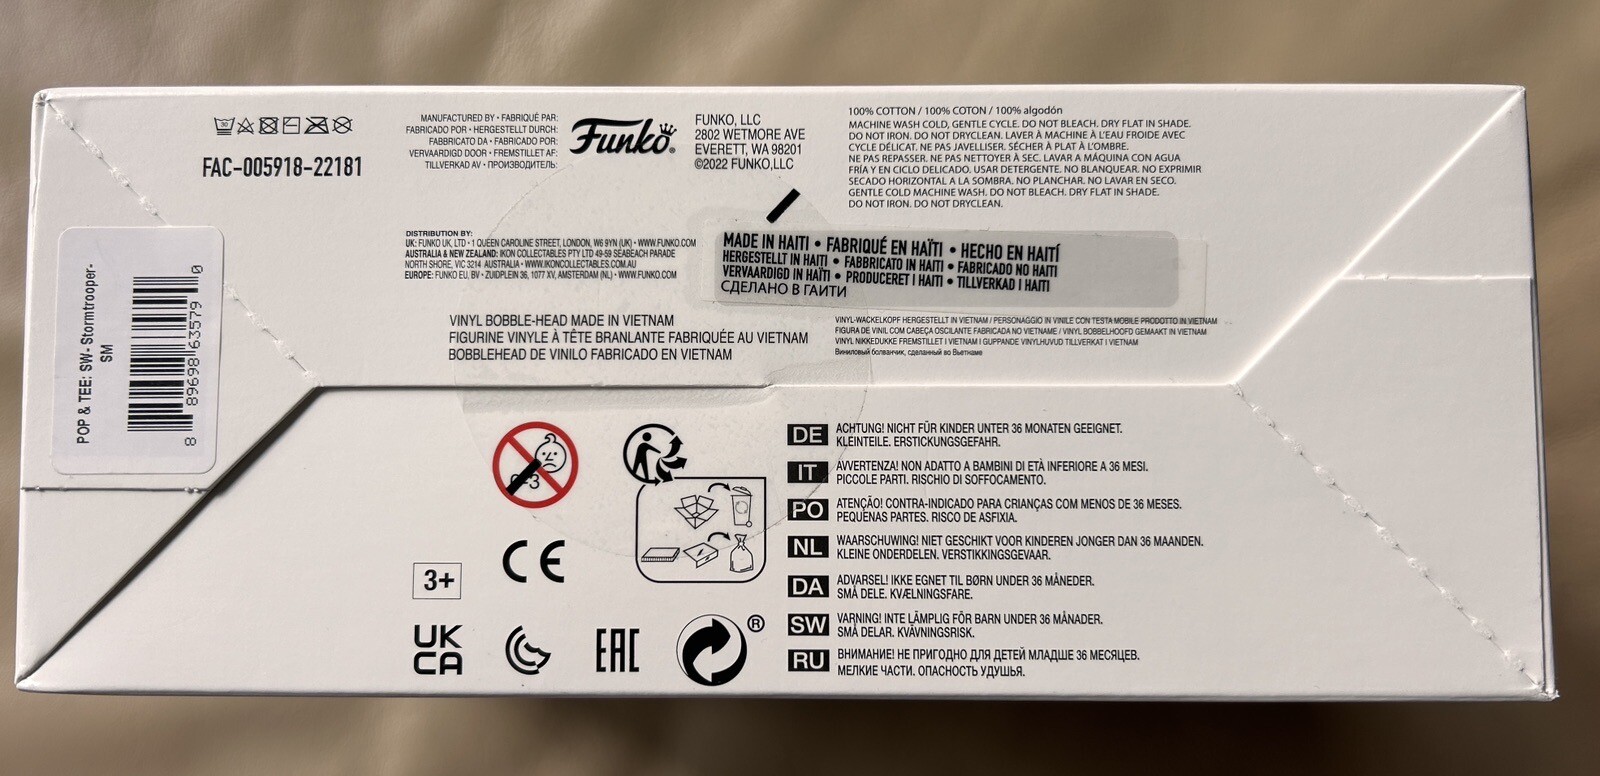 FAC-005918-22181
MANUFACTURED BY • FABRIQUÉ PAR:
FABRICADO POR • HERGESTELLT DURCH:
FABBRICATO DA • FABRICADO POR:
VERVAARDIGD DOOR • FREMSTILLET AF:
TILLVERKAD AV • ПРОИЗВОДИТЕЛЬ:
Funko®
FUNKO, LLC
2802 WETMORE AVE
EVERETT, WA 98201
©2022 FUNKO,LLC
100% COTTON / 100% COTON / 100% algodón
MACHINE WASH COLD, GENTLE CYCLE. DO NOT BLEACH. DRY FLAT IN SHADE.
DO NOT IRON. DO NOT DRYCLEAN. LAVER À MACHINE À L'EAU FROIDE AVEC
CYCLE DÉLICAT. NE PAS JAVELLISER. SÉCHER À PLAT À L'OMBRE.
NE PAS REPASSER. NE PAS NETTOYER À SEC. LAVAR A MÁQUINA CON AGUA
FRÍA Y EN CICLO DELICADO. USAR DETERGENTE. NO BLANQUEAR. NO EXPRIMIR
SECADO HORIZONTAL A LA SOMBRA. NO PLANCHAR. NO LAVAR EN SECO.
GENTLE COLD MACHINE WASH. DO NOT BLEACH. DRY FLAT IN SHADE.
DO NOT IRON. DO NOT DRYCLEAN.
POP & TEE: SW- Stormtrooper-
SM
8 89698 63579 0
DISTRIBUTION BY:
UK: FUNKO UK, LTD • 1 QUEEN CAROLINE STREET, LONDON, W6 9YN (UK) • WWW.FUNKO.COM
AUSTRALIA & NEW ZEALAND: IKON COLLECTABLES PTY LTD 49-59 SEABEACH PARADE
NORTH SHORE, VIC 3214 AUSTRALIA • WWW.IKONCOLLECTABLES.COM.AU
EUROPE: FUNKO EU, BV • ZUIDPLEIN 36, 1077 XV, AMSTERDAM (NL) • WWW.FUNKO.COM
MADE IN HAITI • FABRIQUÉ EN HAÏTI • HECHO EN HAITÍ
HERGESTELLT IN HAITI • FABBRICATO IN HAITI • FABRICADO NO HAITI
VERVAARDIGD IN HAÏTI • PRODUCERET I HAITI • TILLVERKAD I HAITI
СДЕЛАНО В ГАИТИ
VINYL BOBBLE-HEAD MADE IN VIETNAM
FIGURINE VINYLE À TÊTE BRANLANTE FABRIQUÉE AU VIETNAM
BOBBLEHEAD DE VINILO FABRICADO EN VIETNAM
VINYL-WACKELKOPF HERGESTELLT IN VIETNAM / PERSONAGGIO IN VINILE CON TESTA MOBILE PRODOTTO IN VIETNAM
FIGURA DE VINIL COM CABEÇA OSCILANTE FABRICADA NO VIETNAME / VINYL BOBBELHOOFD GEMAAKT IN VIETNAM
VINYL NIKKEDUKKE FREMSTILLET I VIETNAM / GUPPANDE VINYLHUVUD TILLVERKAT I VIETNAM
Виниловый болванчик, сделанный во Вьетнаме
0-3
3+
CE
UK
CA
EAC
®
DE ACHTUNG! NICHT FÜR KINDER UNTER 36 MONATEN GEEIGNET.
KLEINTEILE. ERSTICKUNGSGEFAHR.
IT AVVERTENZA! NON ADATTO A BAMBINI DI ETÀ INFERIORE A 36 MESI.
PICCOLE PARTI. RISCHIO DI SOFFOCAMENTO.
PO ATENÇÃO! CONTRA-INDICADO PARA CRIANÇAS COM MENOS DE 36 MESES.
PEQUENAS PARTES. RISCO DE ASFIXIA.
NL WAARSCHUWING! NIET GESCHIKT VOOR KINDEREN JONGER DAN 36 MAANDEN.
KLEINE ONDERDELEN. VERSTIKKINGSGEVAAR.
DA ADVARSEL! IKKE EGNET TIL BØRN UNDER 36 MÅNEDER.
SMÅ DELE. KVÆLNINGSFARE.
SW VARNING! INTE LÄMPLIG FÖR BARN UNDER 36 MÅNADER.
SMÅ DELAR. KVÄVNINGSRISK.
RU ВНИМАНИЕ! НЕ ПРИГОДНО ДЛЯ ДЕТЕЙ МЛАДШЕ 36 МЕСЯЦЕВ.
МЕЛКИЕ ЧАСТИ. ОПАСНОСТЬ УДУШЬЯ.